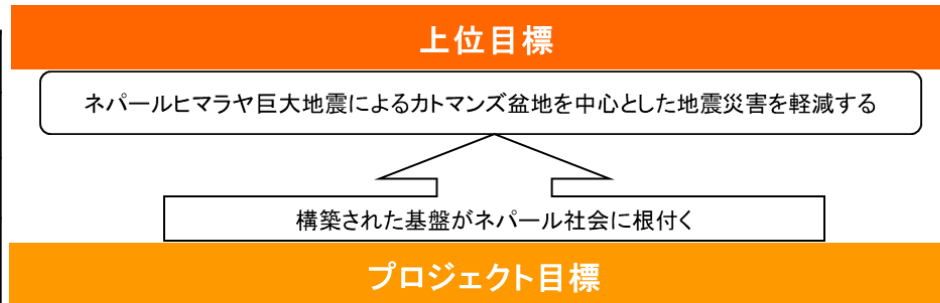 上位目標
ネパールヒマラヤ巨大地震によるカトマンズ盆地を中心とした地震災害を軽減する
構築された基盤がネパール社会に根付く
プロジェクト目標